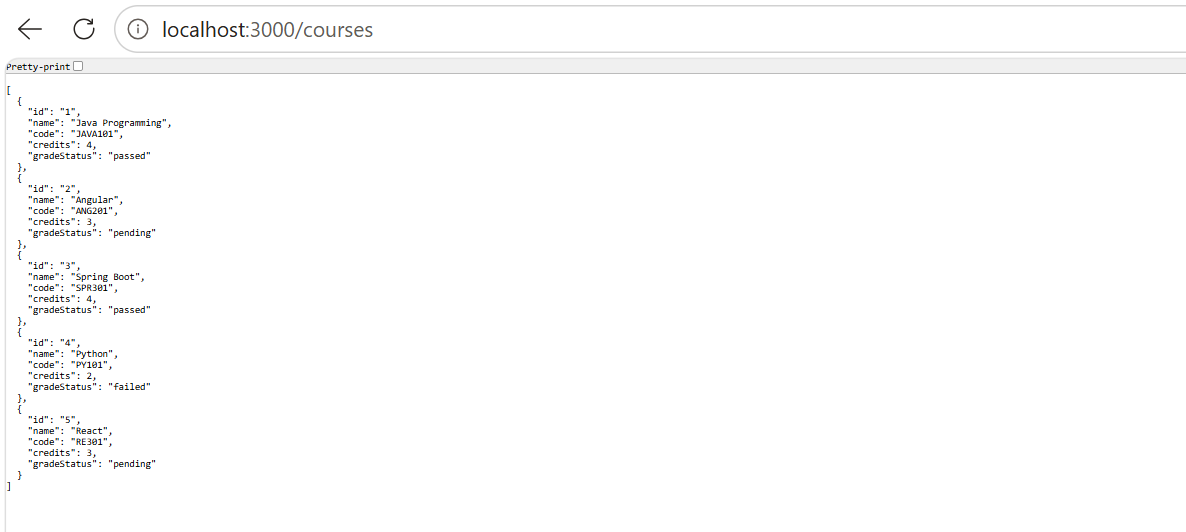 localhost:3000/courses
Pretty-print
[
  {
    "id": "1",
    "name": "Java Programming",
    "code": "JAVA101",
    "credits": 4,
    "gradeStatus": "passed"
  },
  {
    "id": "2",
    "name": "Angular",
    "code": "ANG201",
    "credits": 3,
    "gradeStatus": "pending"
  },
  {
    "id": "3",
    "name": "Spring Boot",
    "code": "SPR301",
    "credits": 4,
    "gradeStatus": "passed"
  },
  {
    "id": "4",
    "name": "Python",
    "code": "PY101",
    "credits": 2,
    "gradeStatus": "failed"
  },
  {
    "id": "5",
    "name": "React",
    "code": "RE301",
    "credits": 3,
    "gradeStatus": "pending"
  }
]